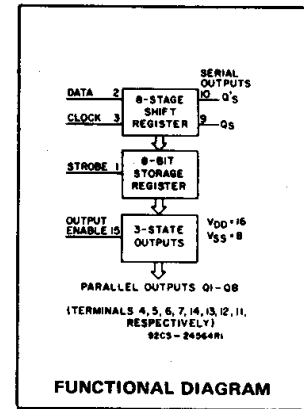 SERIAL
OUTPUTS
DATA 2
8-STAGE
SHIFT
REGISTER
10 Q'S
CLOCK 3
9
QS
8-BIT
STORAGE
REGISTER
STROBE 1
OUTPUT
ENABLE 15
3-STATE
OUTPUTS
VDD = 16
VSS = 8
PARALLEL OUTPUTS Q1-Q8
(TERMINALS 4, 5, 6, 7, 14, 13, 12, 11,
RESPECTIVELY)
92CS-24564R1
FUNCTIONAL DIAGRAM